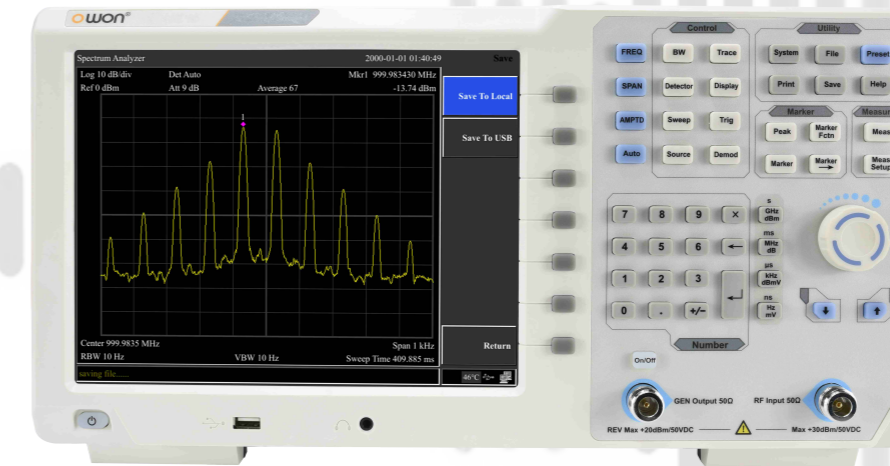 OWON®
Spectrum Analyzer 2000-01-01 01:40:49 Save
Log 10 dB/div Det Auto Mkr1 999.983430 MHz
Ref 0 dBm Att 9 dB Average 67 -13.74 dBm
1
Save To Local
Save To USB
Return
Center 999.9835 MHz Span 1 kHz
RBW 10 Hz VBW 10 Hz Sweep Time 409.885 ms
saving file......
46°C
Control
FREQ BW Trace
SPAN Detector Display
AMPTD Sweep Trig
Auto Source Demod
Utility
System File Preset
Print Save Help
Marker
Peak Marker Fctn
Marker Marker →
Measure
Meas
Meas Setup
7 8 9 ×
4 5 6 ←
1 2 3
0 . +/−
s
GHz
dBm
ms
MHz
dB
µs
kHz
dBmV
ns
Hz
mV
Number
On/Off
GEN Output 50Ω RF Input 50Ω
REV Max +20dBm/50VDC Max +30dBm/50VDC